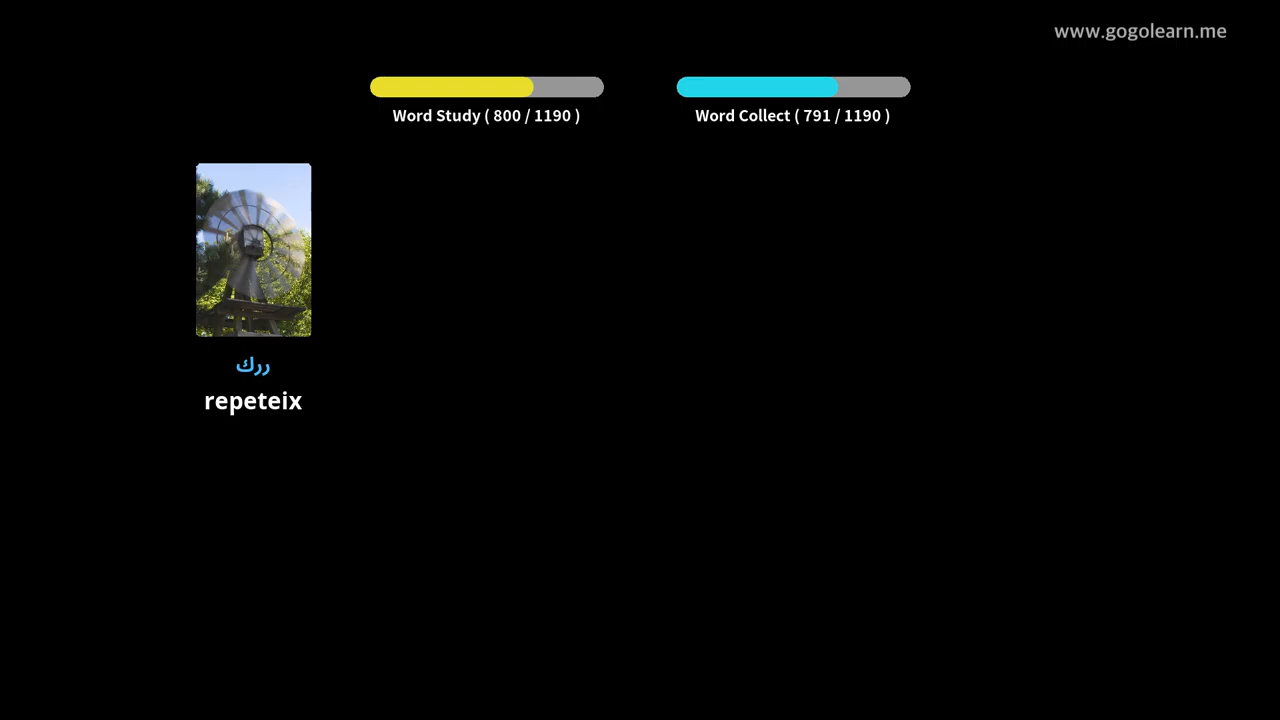 www.gogolearn.me
Word Study ( 800 / 1190 )
Word Collect ( 791 / 1190 )
ررك
repeteix